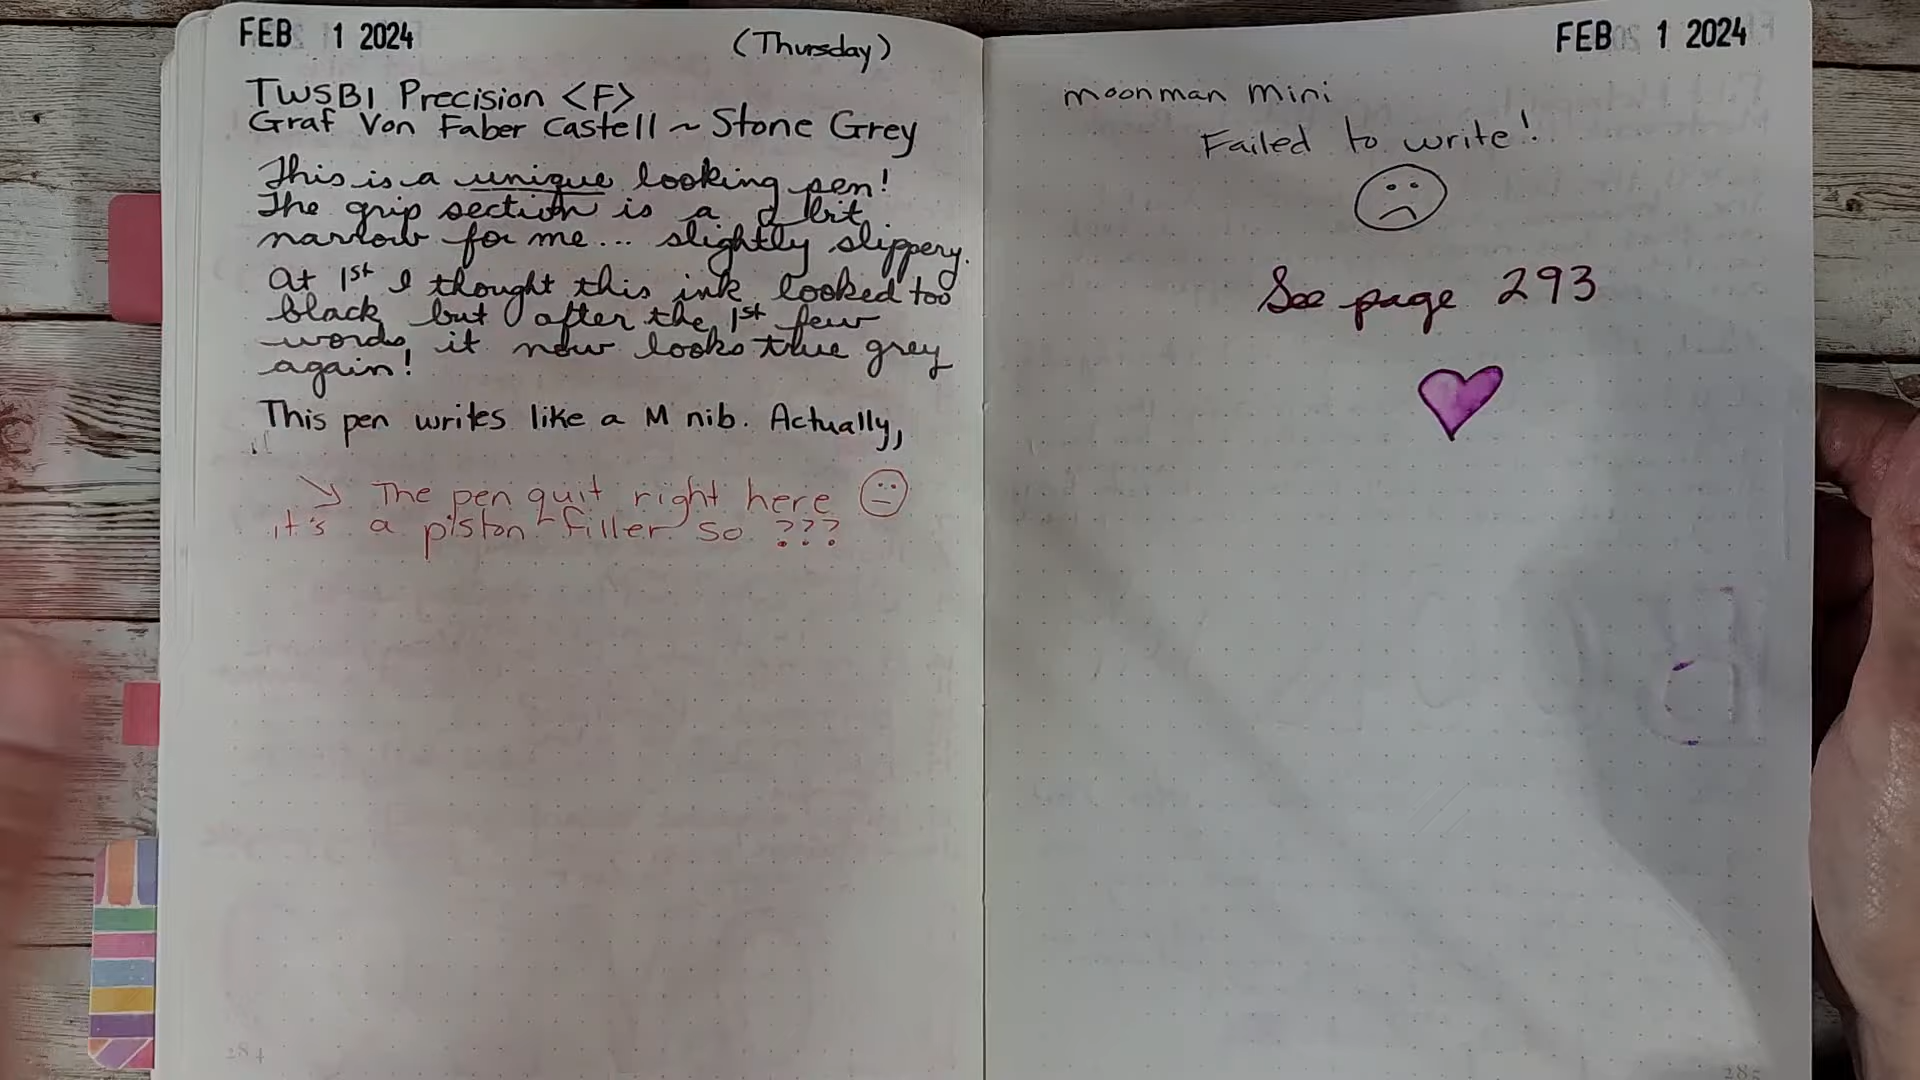 FEB 1 2024
(Thursday)
TWSBI Precision <F>
Graf Von Faber Castell ~ Stone Grey
This is a unique looking pen!
The grip section is a bit
narrow for me... slightly slippery.
At 1st I thought this ink looked too
black but after the 1st few
words, it now looks true grey
again!
This pen writes like a M nib. Actually,
The pen quit right here
it's a piston-filler so ???
284
FEB 1 2024
moonman mini
Failed to write!
See page 293
285